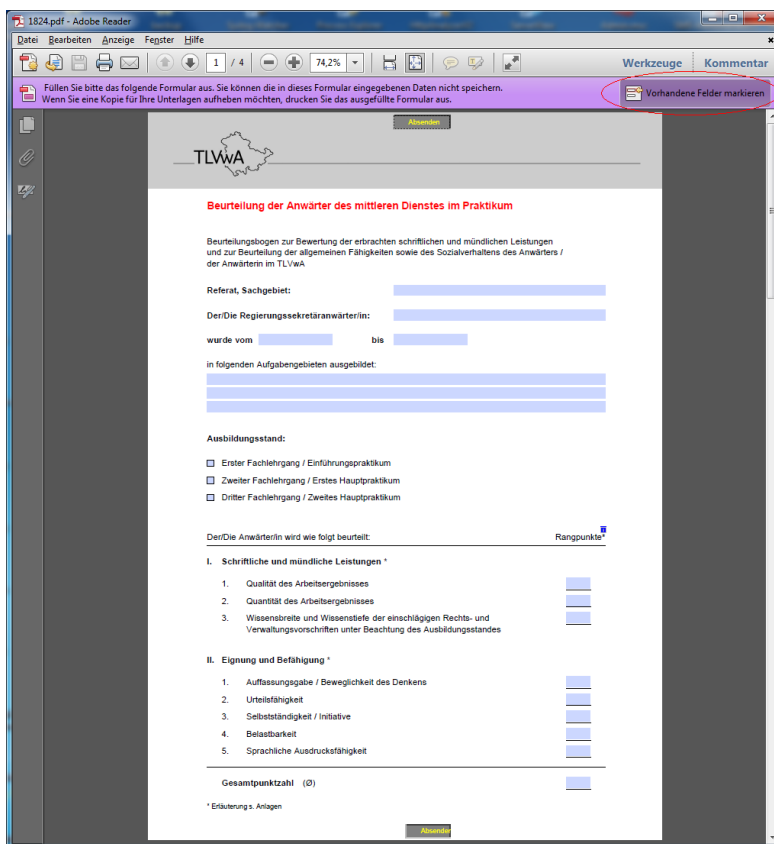 1824.pdf - Adobe Reader
Datei Bearbeiten Anzeige Fenster Hilfe
1 / 4 74,2% Werkzeuge Kommentar
Füllen Sie bitte das folgende Formular aus. Sie können die in dieses Formular eingegebenen Daten nicht speichern.
Wenn Sie eine Kopie für Ihre Unterlagen aufheben möchten, drucken Sie das ausgefüllte Formular aus.
Vorhandene Felder markieren
Absenden
TLVwA
Beurteilung der Anwärter des mittleren Dienstes im Praktikum
Beurteilungsbogen zur Bewertung der erbrachten schriftlichen und mündlichen Leistungen
und zur Beurteilung der allgemeinen Fähigkeiten sowie des Sozialverhaltens des Anwärters /
der Anwärterin im TLVwA
Referat, Sachgebiet:
Der/Die Regierungssekretäranwärter/in:
wurde vom bis
in folgenden Aufgabengebieten ausgebildet:
Ausbildungsstand:
Erster Fachlehrgang / Einführungspraktikum
Zweiter Fachlehrgang / Erstes Hauptpraktikum
Dritter Fachlehrgang / Zweites Hauptpraktikum
Der/Die Anwärter/in wird wie folgt beurteilt: Rangpunkte*
I. Schriftliche und mündliche Leistungen *
1. Qualität des Arbeitsergebnisses
2. Quantität des Arbeitsergebnisses
3. Wissensbreite und Wissenstiefe der einschlägigen Rechts- und
Verwaltungsvorschriften unter Beachtung des Ausbildungsstandes
II. Eignung und Befähigung *
1. Auffassungsgabe / Beweglichkeit des Denkens
2. Urteilsfähigkeit
3. Selbstständigkeit / Initiative
4. Belastbarkeit
5. Sprachliche Ausdrucksfähigkeit
Gesamtpunktzahl (Ø)
* Erläuterung s. Anlagen
Absender